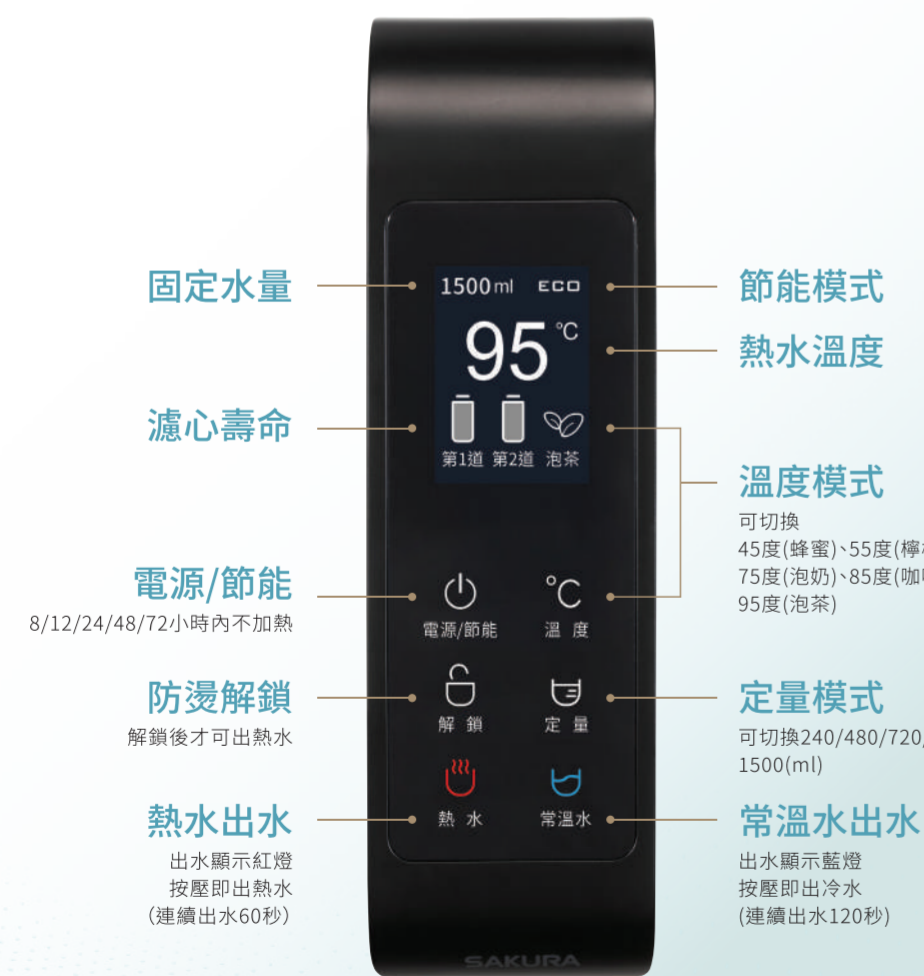 固定水量
濾心壽命
電源/節能
8/12/24/48/72小時內不加熱
防燙解鎖
解鎖後才可出熱水
熱水出水
出水顯示紅燈
按壓即出熱水
(連續出水60秒)
1500ml ECO
95℃
第1道 第2道 泡茶
電源/節能
℃
溫 度
解 鎖
定 量
熱 水
常溫水
SAKURA
節能模式
熱水溫度
溫度模式
可切換
45度(蜂蜜)、55度(檸
75度(泡奶)、85度(咖
95度(泡茶)
定量模式
可切換240/480/720
1500(ml)
常溫水出水
出水顯示藍燈
按壓即出冷水
(連續出水120秒)